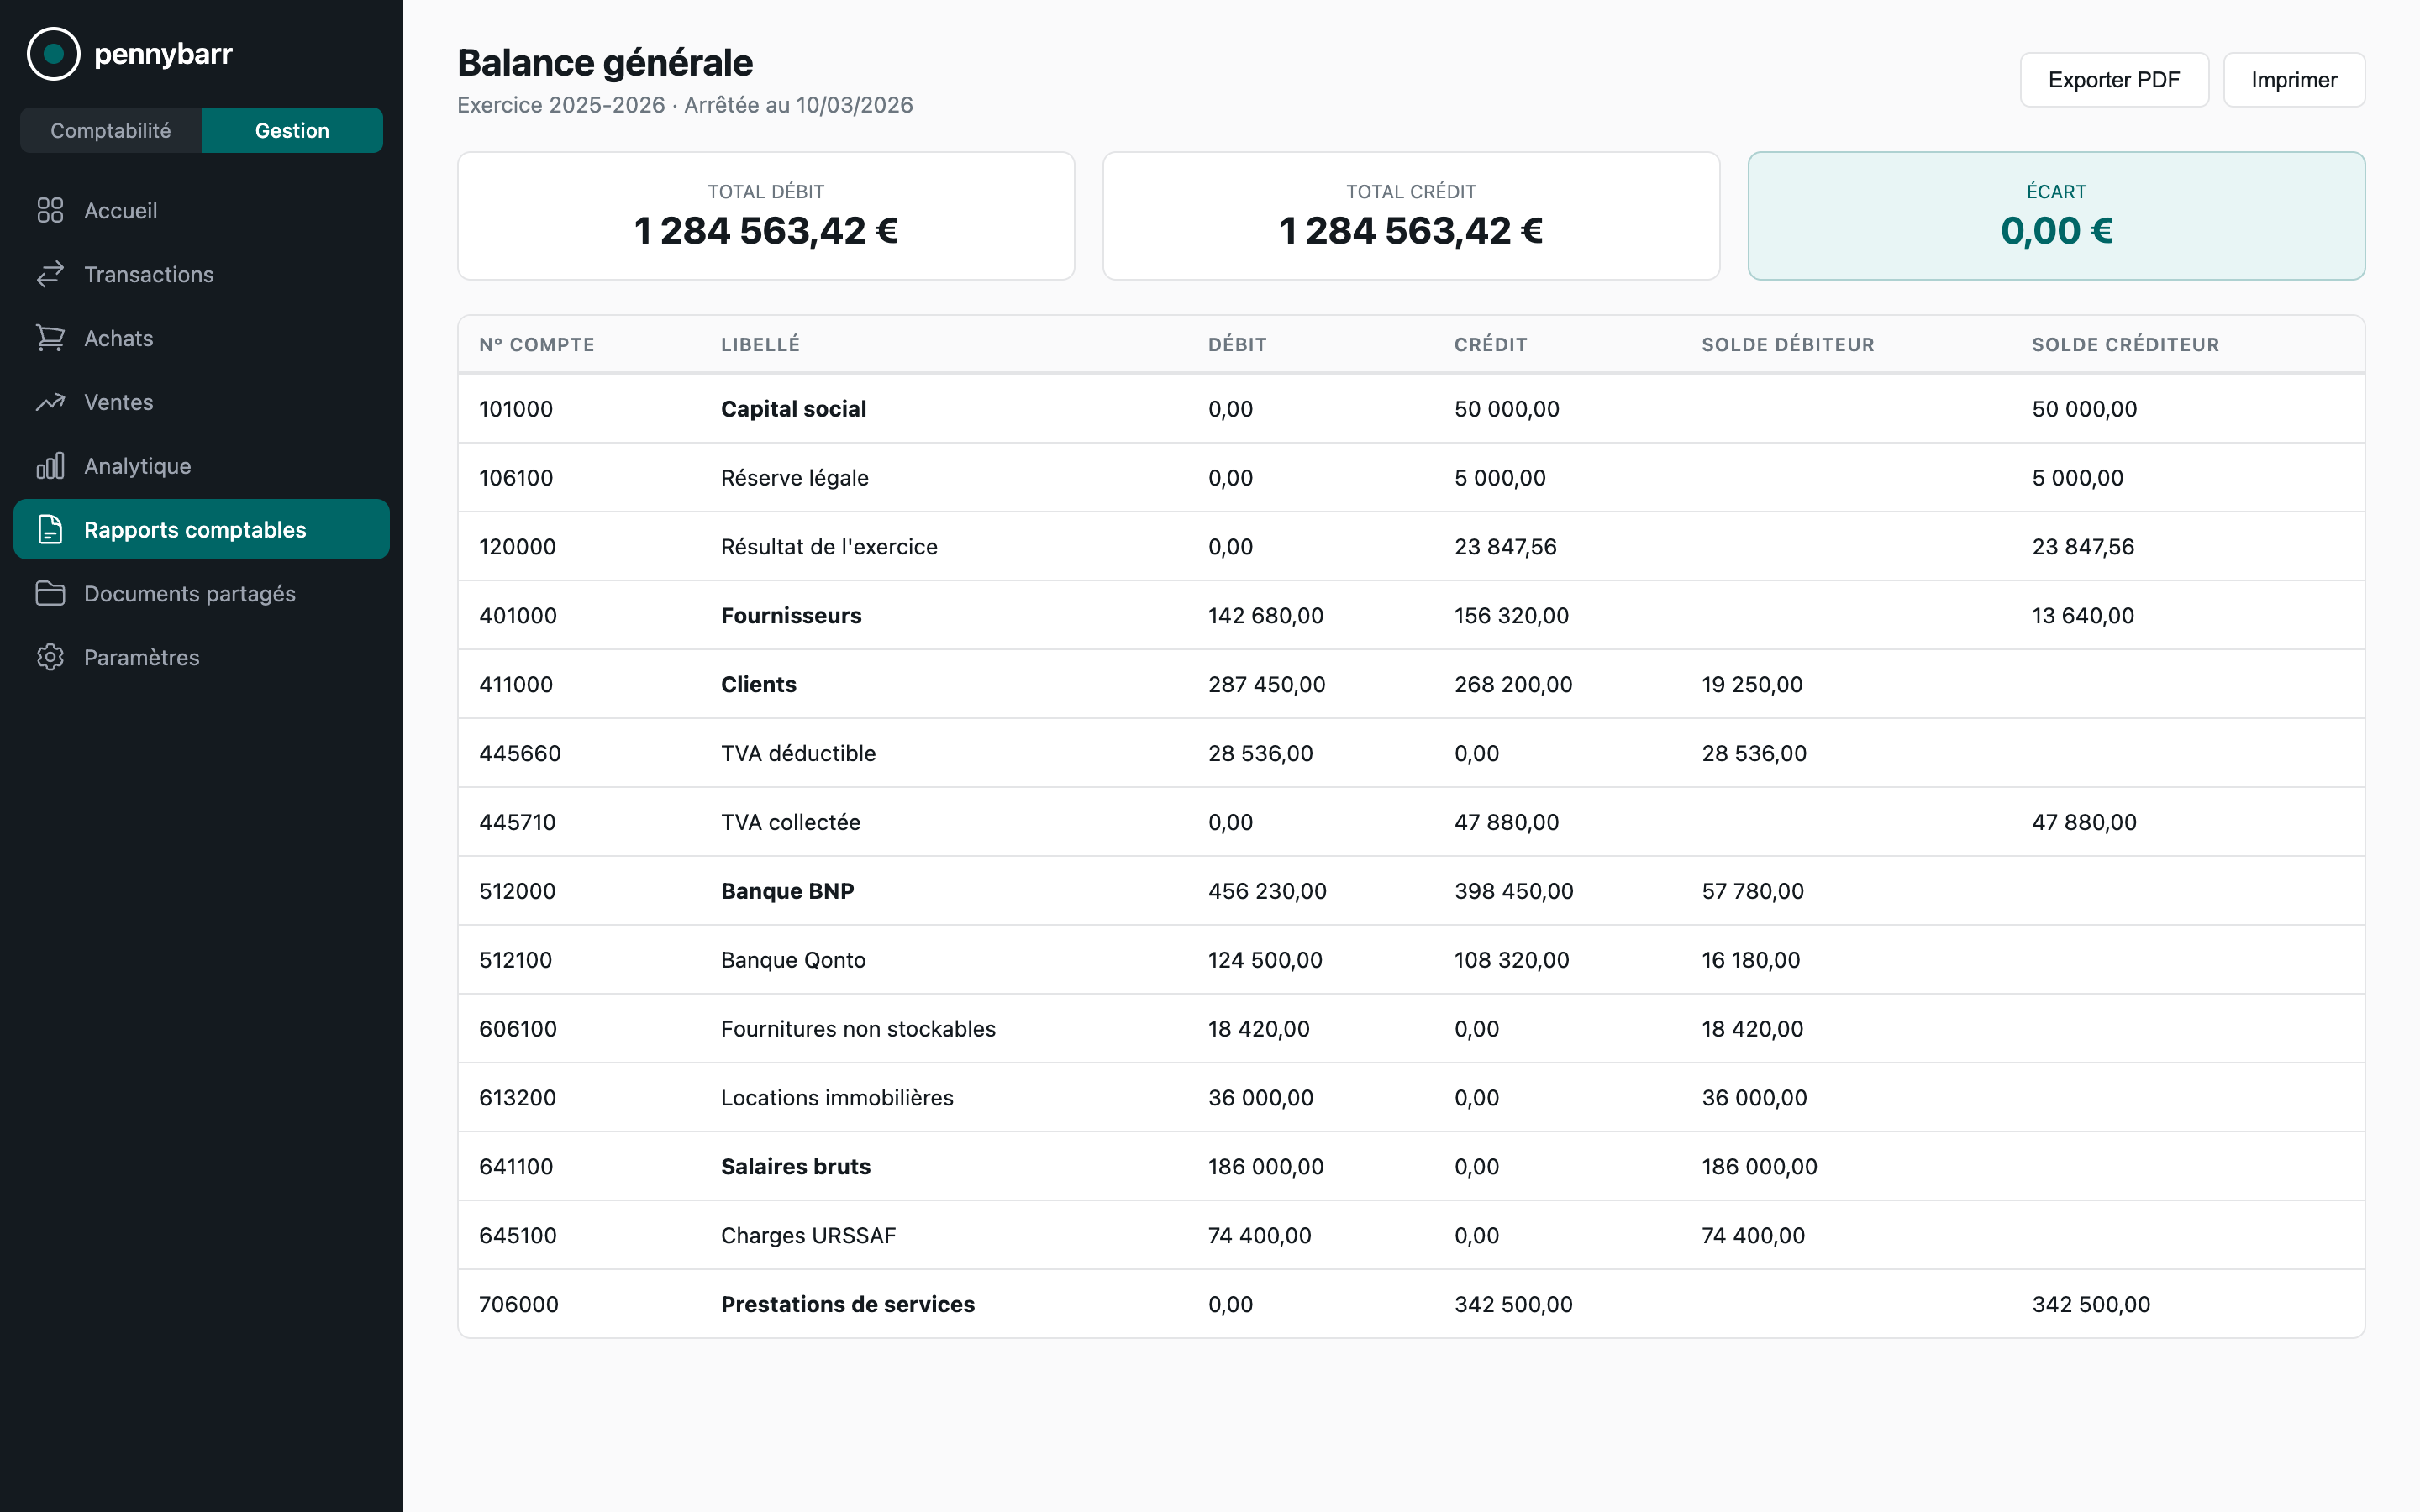 pennybarr
Comptabilité Gestion
Accueil
Transactions
Achats
Ventes
Analytique
Rapports comptables
Documents partagés
Paramètres
Balance générale
Exercice 2025-2026 · Arrêtée au 10/03/2026
Exporter PDF Imprimer
TOTAL DÉBIT
1 284 563,42 €
TOTAL CRÉDIT
1 284 563,42 €
ÉCART
0,00 €
N° COMPTE LIBELLÉ DÉBIT CRÉDIT SOLDE DÉBITEUR SOLDE CRÉDITEUR
101000 Capital social 0,00 50 000,00 50 000,00
106100 Réserve légale 0,00 5 000,00 5 000,00
120000 Résultat de l'exercice 0,00 23 847,56 23 847,56
401000 Fournisseurs 142 680,00 156 320,00 13 640,00
411000 Clients 287 450,00 268 200,00 19 250,00
445660 TVA déductible 28 536,00 0,00 28 536,00
445710 TVA collectée 0,00 47 880,00 47 880,00
512000 Banque BNP 456 230,00 398 450,00 57 780,00
512100 Banque Qonto 124 500,00 108 320,00 16 180,00
606100 Fournitures non stockables 18 420,00 0,00 18 420,00
613200 Locations immobilières 36 000,00 0,00 36 000,00
641100 Salaires bruts 186 000,00 0,00 186 000,00
645100 Charges URSSAF 74 400,00 0,00 74 400,00
706000 Prestations de services 0,00 342 500,00 342 500,00